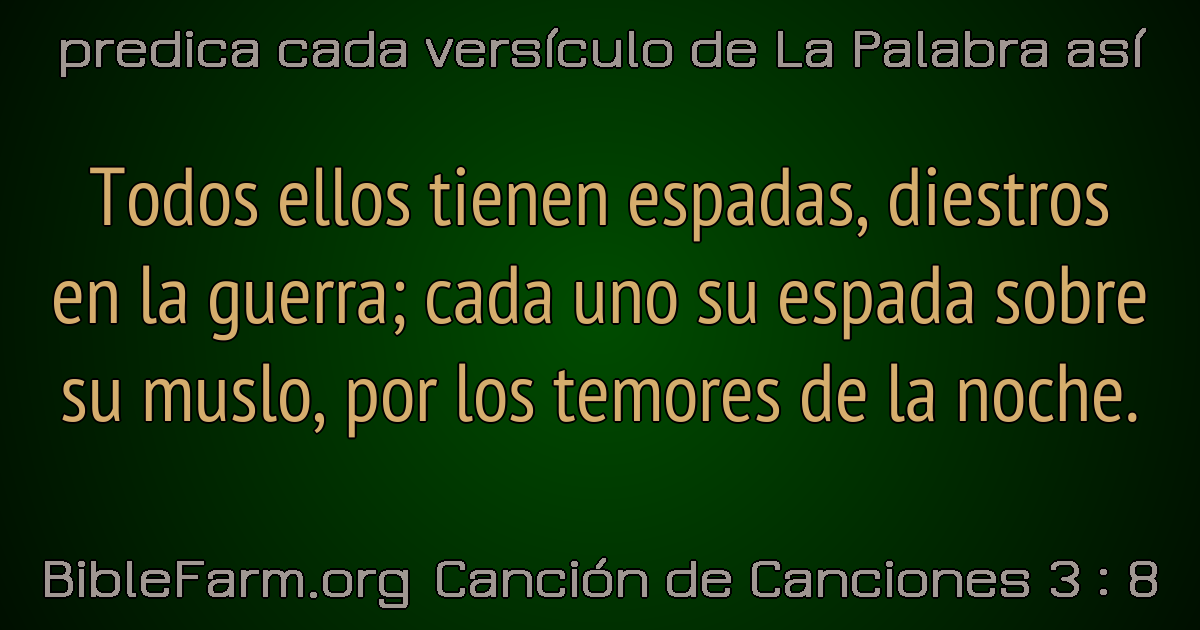 predica cada versículo de La Palabra así
Todos ellos tienen espadas, diestros
en la guerra; cada uno su espada sobre
su muslo, por los temores de la noche.
BibleFarm.org Canción de Canciones 3 : 8